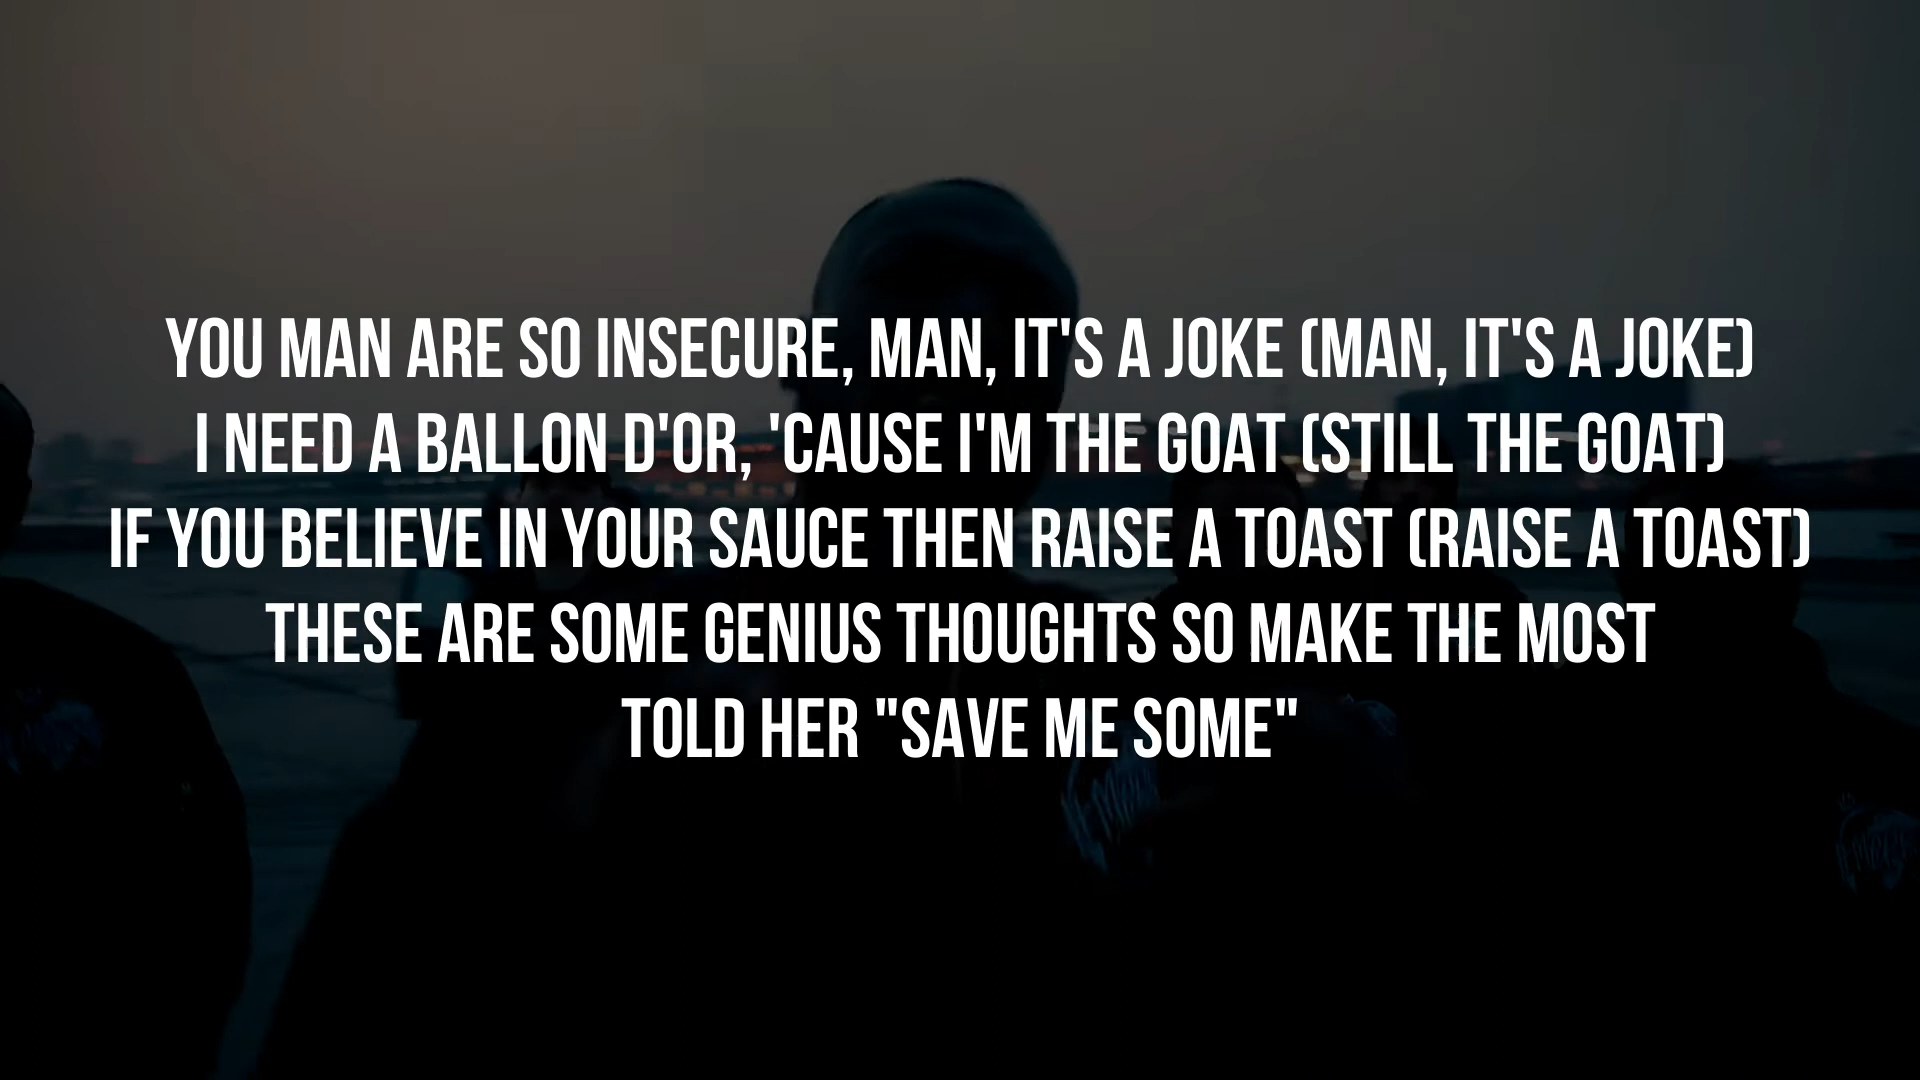 YOU MAN ARE SO INSECURE, MAN, IT'S A JOKE (MAN, IT'S A JOKE)
I NEED A BALLON D'OR, 'CAUSE I'M THE GOAT (STILL THE GOAT)
IF YOU BELIEVE IN YOUR SAUCE THEN RAISE A TOAST (RAISE A TOAST)
THESE ARE SOME GENIUS THOUGHTS SO MAKE THE MOST
TOLD HER "SAVE ME SOME"